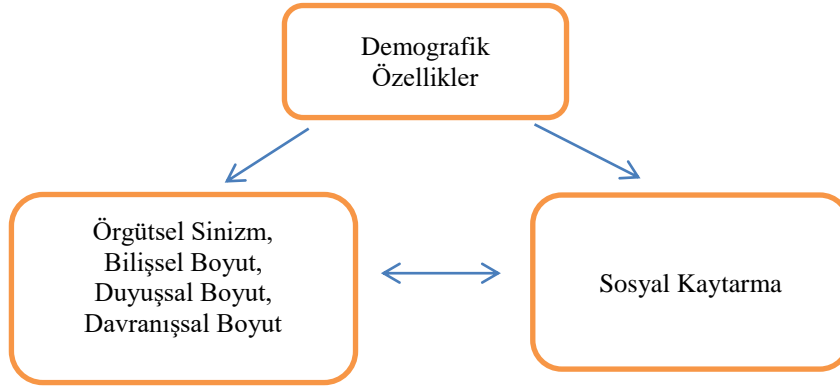 Demografik
Özellikler
Örgütsel Sinizm,
Bilişsel Boyut,
Duyuşsal Boyut,
Davranışsal Boyut
Sosyal Kaytarma